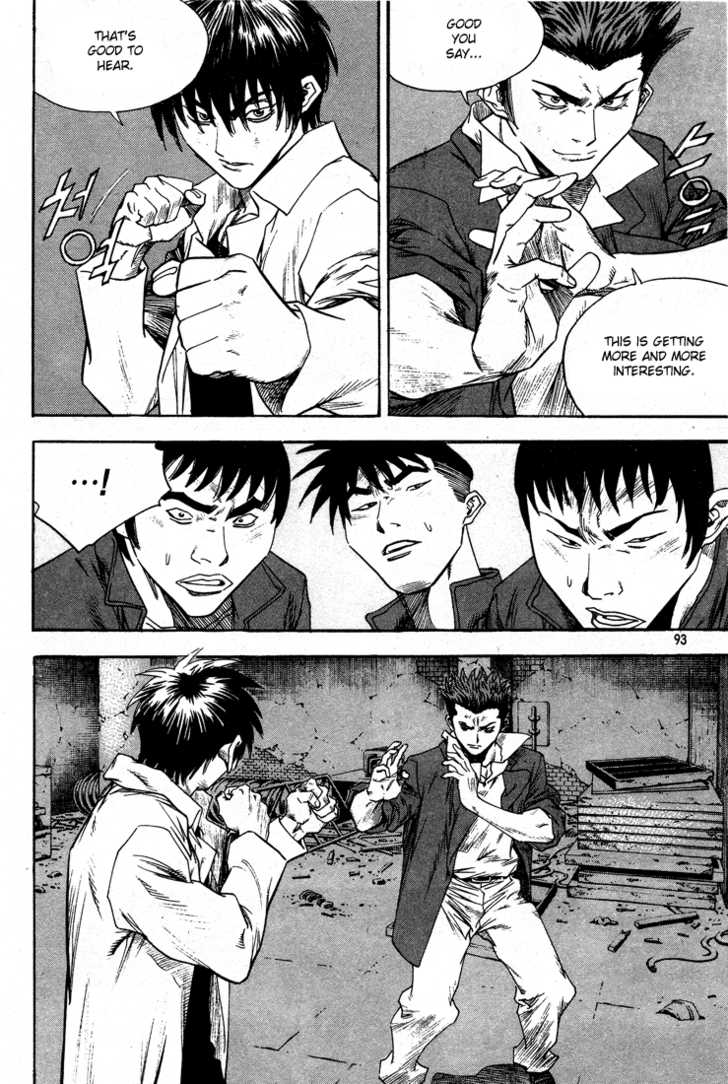 THAT'S
GOOD TO
HEAR.
GOOD
YOU
SAY...
THIS IS GETTING
MORE AND MORE
INTERESTING.
...!
93